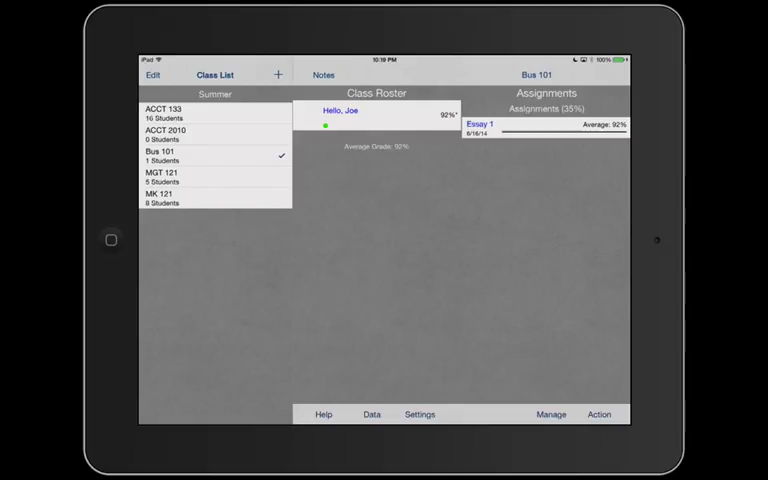 iPad
10:19 PM
100%
Edit
Class List
+
Notes
Bus 101
Summer
Class Roster
Assignments
Assignments (35%)
ACCT 133
16 Students
ACCT 2010
0 Students
Bus 101
1 Students
MGT 121
5 Students
MK 121
8 Students
Hello, Joe
92%*
Average Grade: 92%
Essay 1
Average: 92%
6/16/14
Help
Data
Settings
Manage
Action